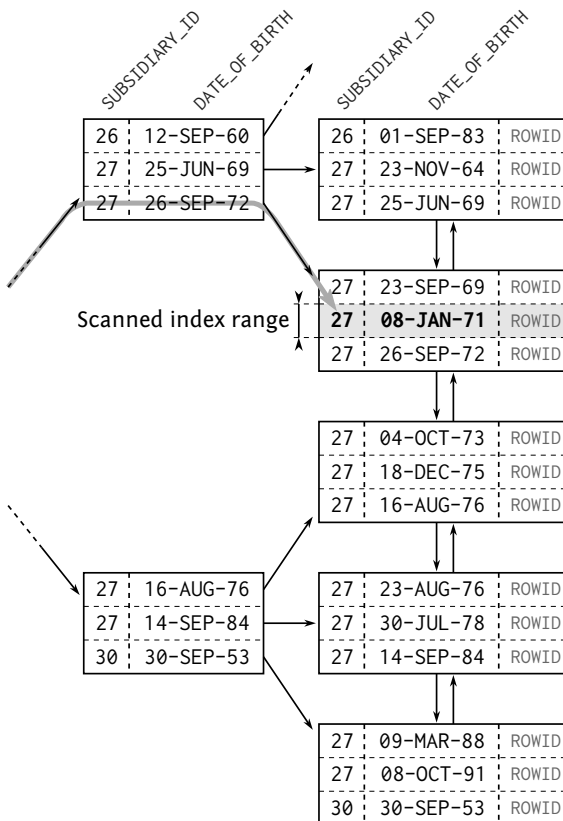 SUBSIDIARY_ID DATE_OF_BIRTH SUBSIDIARY_ID DATE_OF_BIRTH
26 12-SEP-60
27 25-JUN-69
27 26-SEP-72
26 01-SEP-83 ROWID
27 23-NOV-64 ROWID
27 25-JUN-69 ROWID
27 23-SEP-69 ROWID
Scanned index range 27 08-JAN-71 ROWID
27 26-SEP-72 ROWID
27 04-OCT-73 ROWID
27 18-DEC-75 ROWID
27 16-AUG-76 ROWID
27 16-AUG-76
27 14-SEP-84
30 30-SEP-53
27 23-AUG-76 ROWID
27 30-JUL-78 ROWID
27 14-SEP-84 ROWID
27 09-MAR-88 ROWID
27 08-OCT-91 ROWID
30 30-SEP-53 ROWID